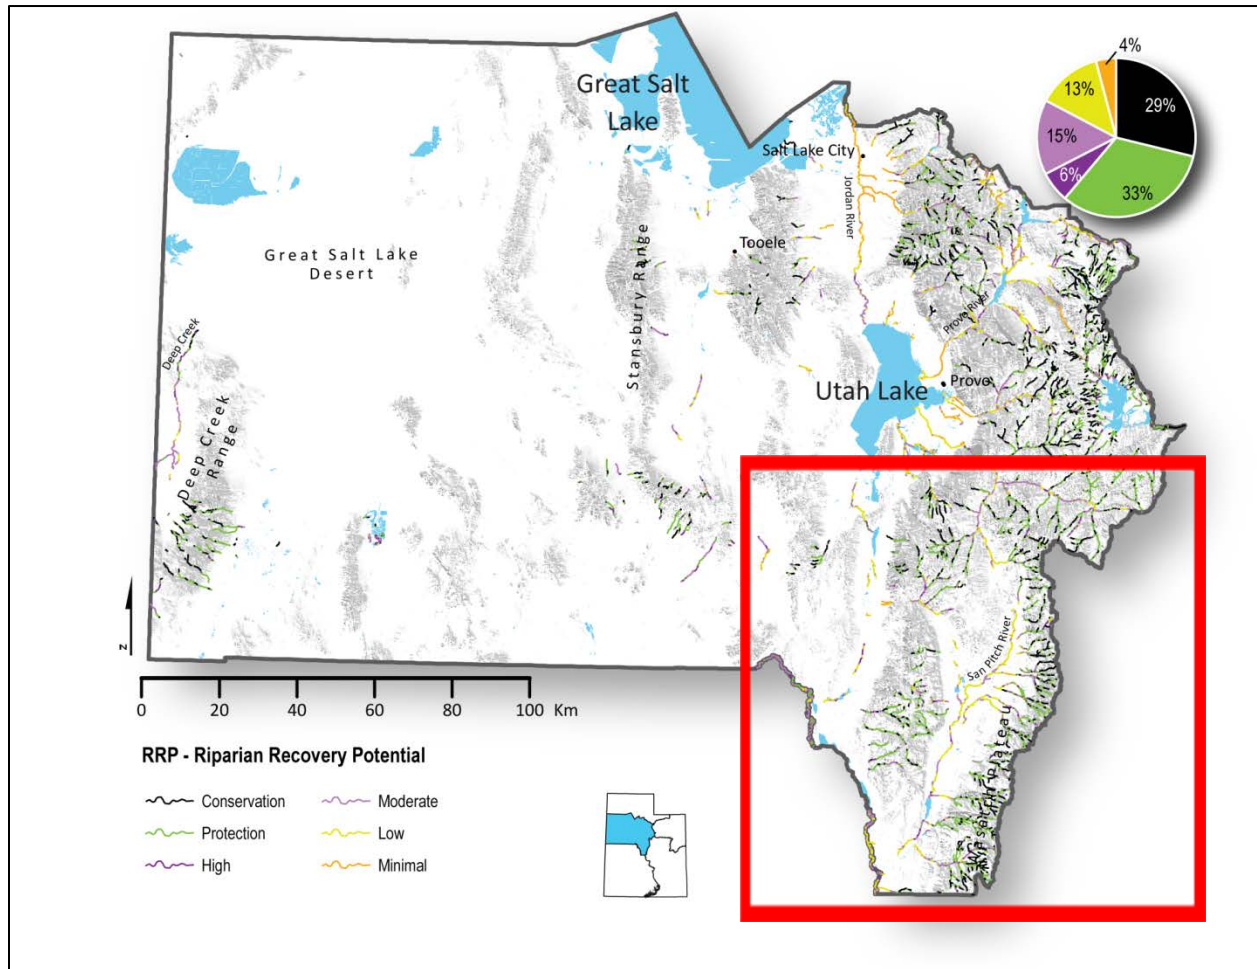 Great Salt
Lake
4%
13%
29%
15%
6%
33%
Salt Lake City
Jordan River
Great Salt Lake
Desert
Stansbury Range
Tooele
Provo River
Deep Creek
Utah Lake
Provo
Deep Creek
Range
San Pitch River
Wasatch Plateau
N
0 20 40 60 80 100 Km
RRP - Riparian Recovery Potential
Conservation
Moderate
Protection
Low
High
Minimal